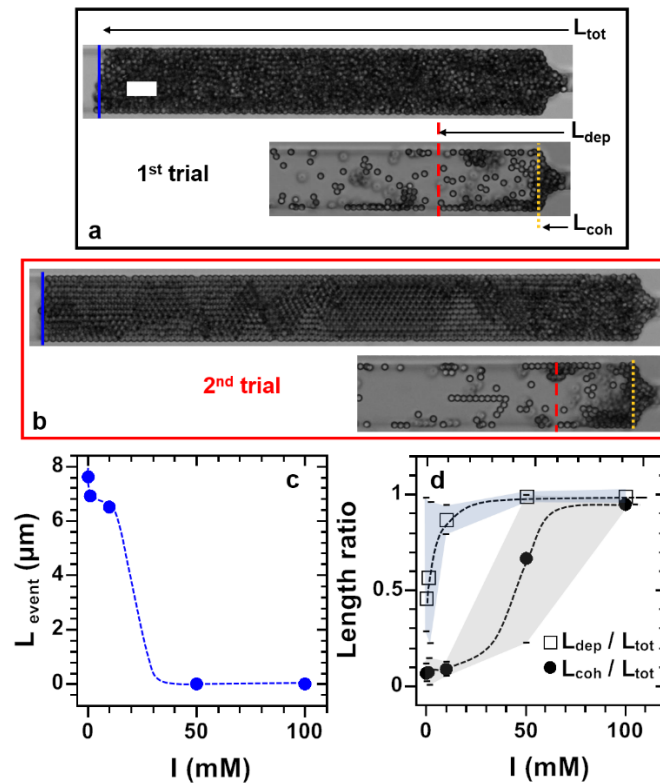 L_tot
L_dep
1st trial
L_coh
a
2nd trial
b
c
d
8
6
4
2
0
L event (μm)
0
50
100
I (mM)
1
0.5
0
Length ratio
L_dep / L_tot
L_coh / L_tot
0
50
100
I (mM)